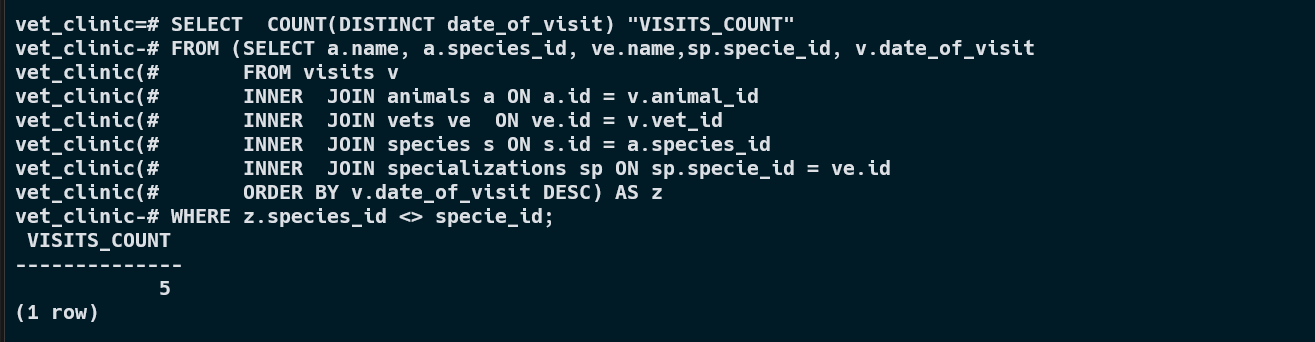 vet_clinic=# SELECT  COUNT(DISTINCT date_of_visit) "VISITS_COUNT"
vet_clinic-# FROM (SELECT a.name, a.species_id, ve.name,sp.specie_id, v.date_of_visit
vet_clinic(#       FROM visits v
vet_clinic(#       INNER  JOIN animals a ON a.id = v.animal_id
vet_clinic(#       INNER  JOIN vets ve  ON ve.id = v.vet_id
vet_clinic(#       INNER  JOIN species s ON s.id = a.species_id
vet_clinic(#       INNER  JOIN specializations sp ON sp.specie_id = ve.id
vet_clinic(#       ORDER BY v.date_of_visit DESC) AS z
vet_clinic-# WHERE z.species_id <> specie_id;
 VISITS_COUNT
--------------
            5
(1 row)